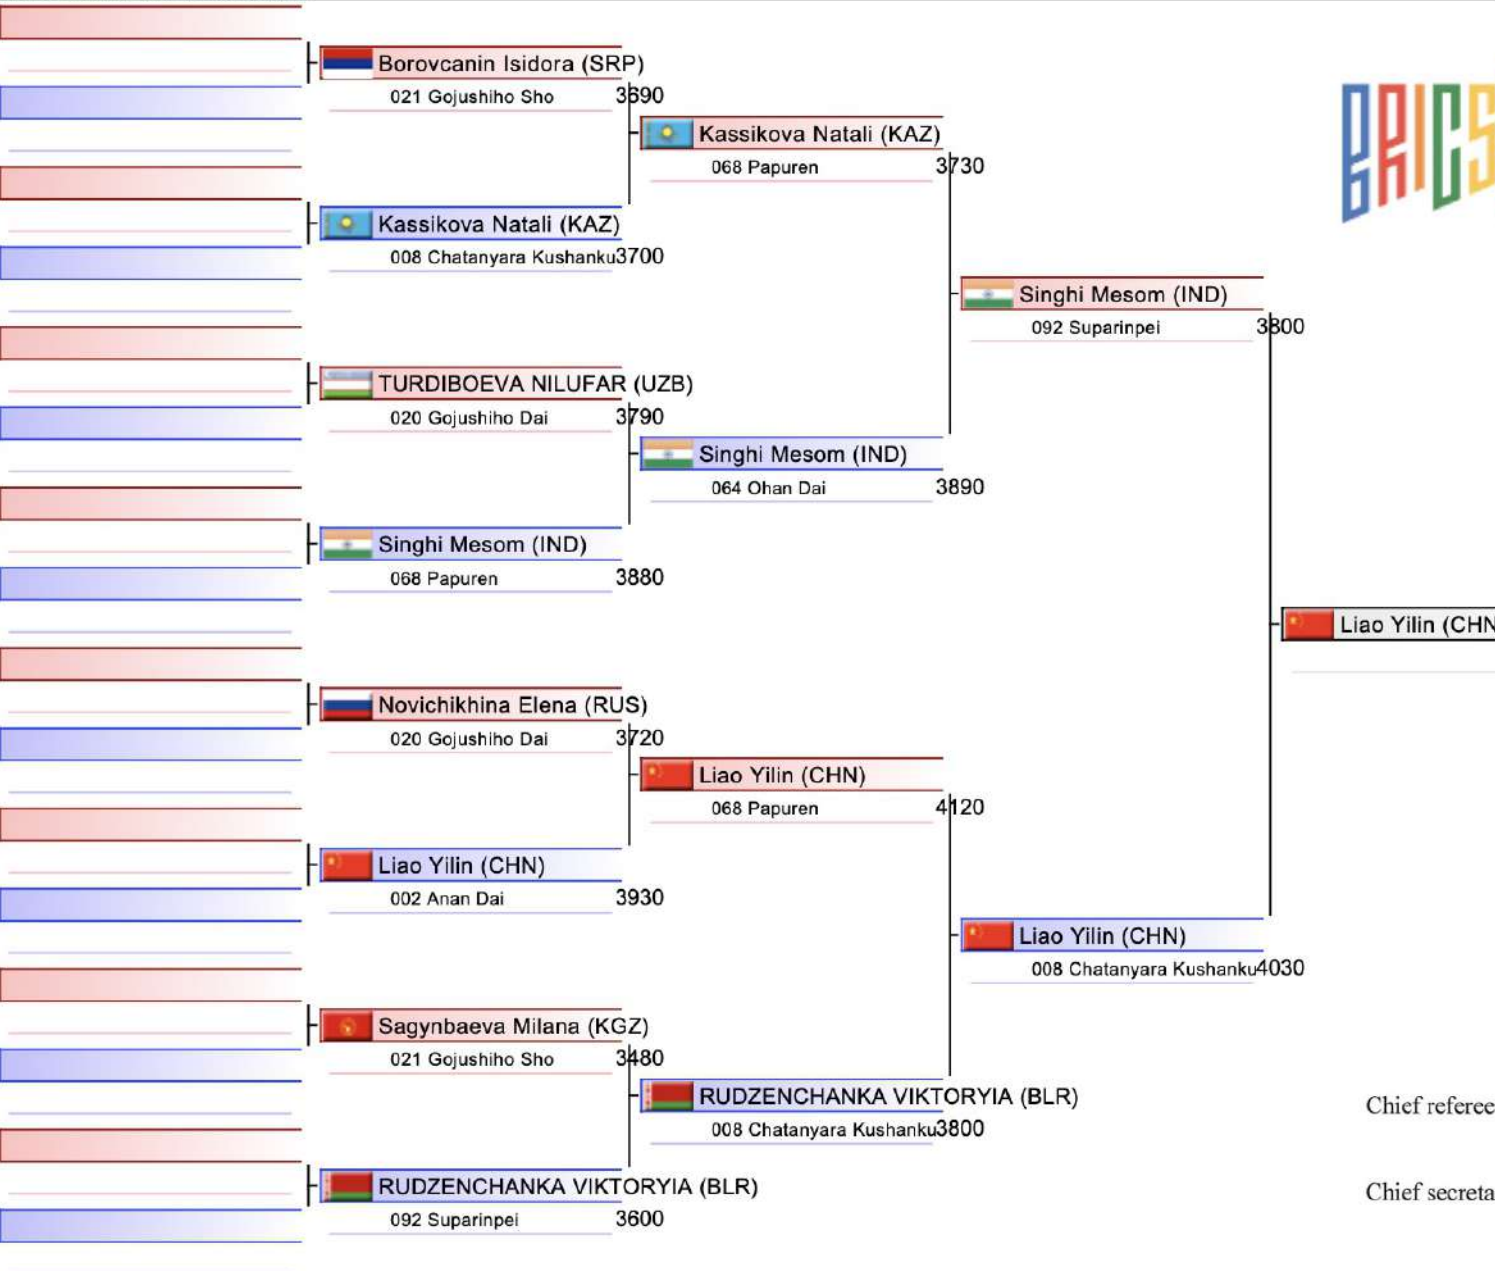 Borovcanin Isidora (SRP)
021 Gojushiho Sho 3690
Kassikova Natali (KAZ)
068 Papuren 3730
Kassikova Natali (KAZ)
008 Chatanyara Kushanku 3700
Singhi Mesom (IND)
092 Suparinpei 3800
TURDIBOEVA NILUFAR (UZB)
020 Gojushiho Dai 3790
Singhi Mesom (IND)
064 Ohan Dai 3890
Singhi Mesom (IND)
068 Papuren 3880
Liao Yilin (CHN
Novichikhina Elena (RUS)
020 Gojushiho Dai 3720
Liao Yilin (CHN)
068 Papuren 4120
Liao Yilin (CHN)
002 Anan Dai 3930
Liao Yilin (CHN)
008 Chatanyara Kushanku 4030
Sagynbaeva Milana (KGZ)
021 Gojushiho Sho 3480
RUDZENCHANKA VIKTORYIA (BLR)
008 Chatanyara Kushanku 3800
RUDZENCHANKA VIKTORYIA (BLR)
092 Suparinpei 3600
BRICS
Chief referee
Chief secreta